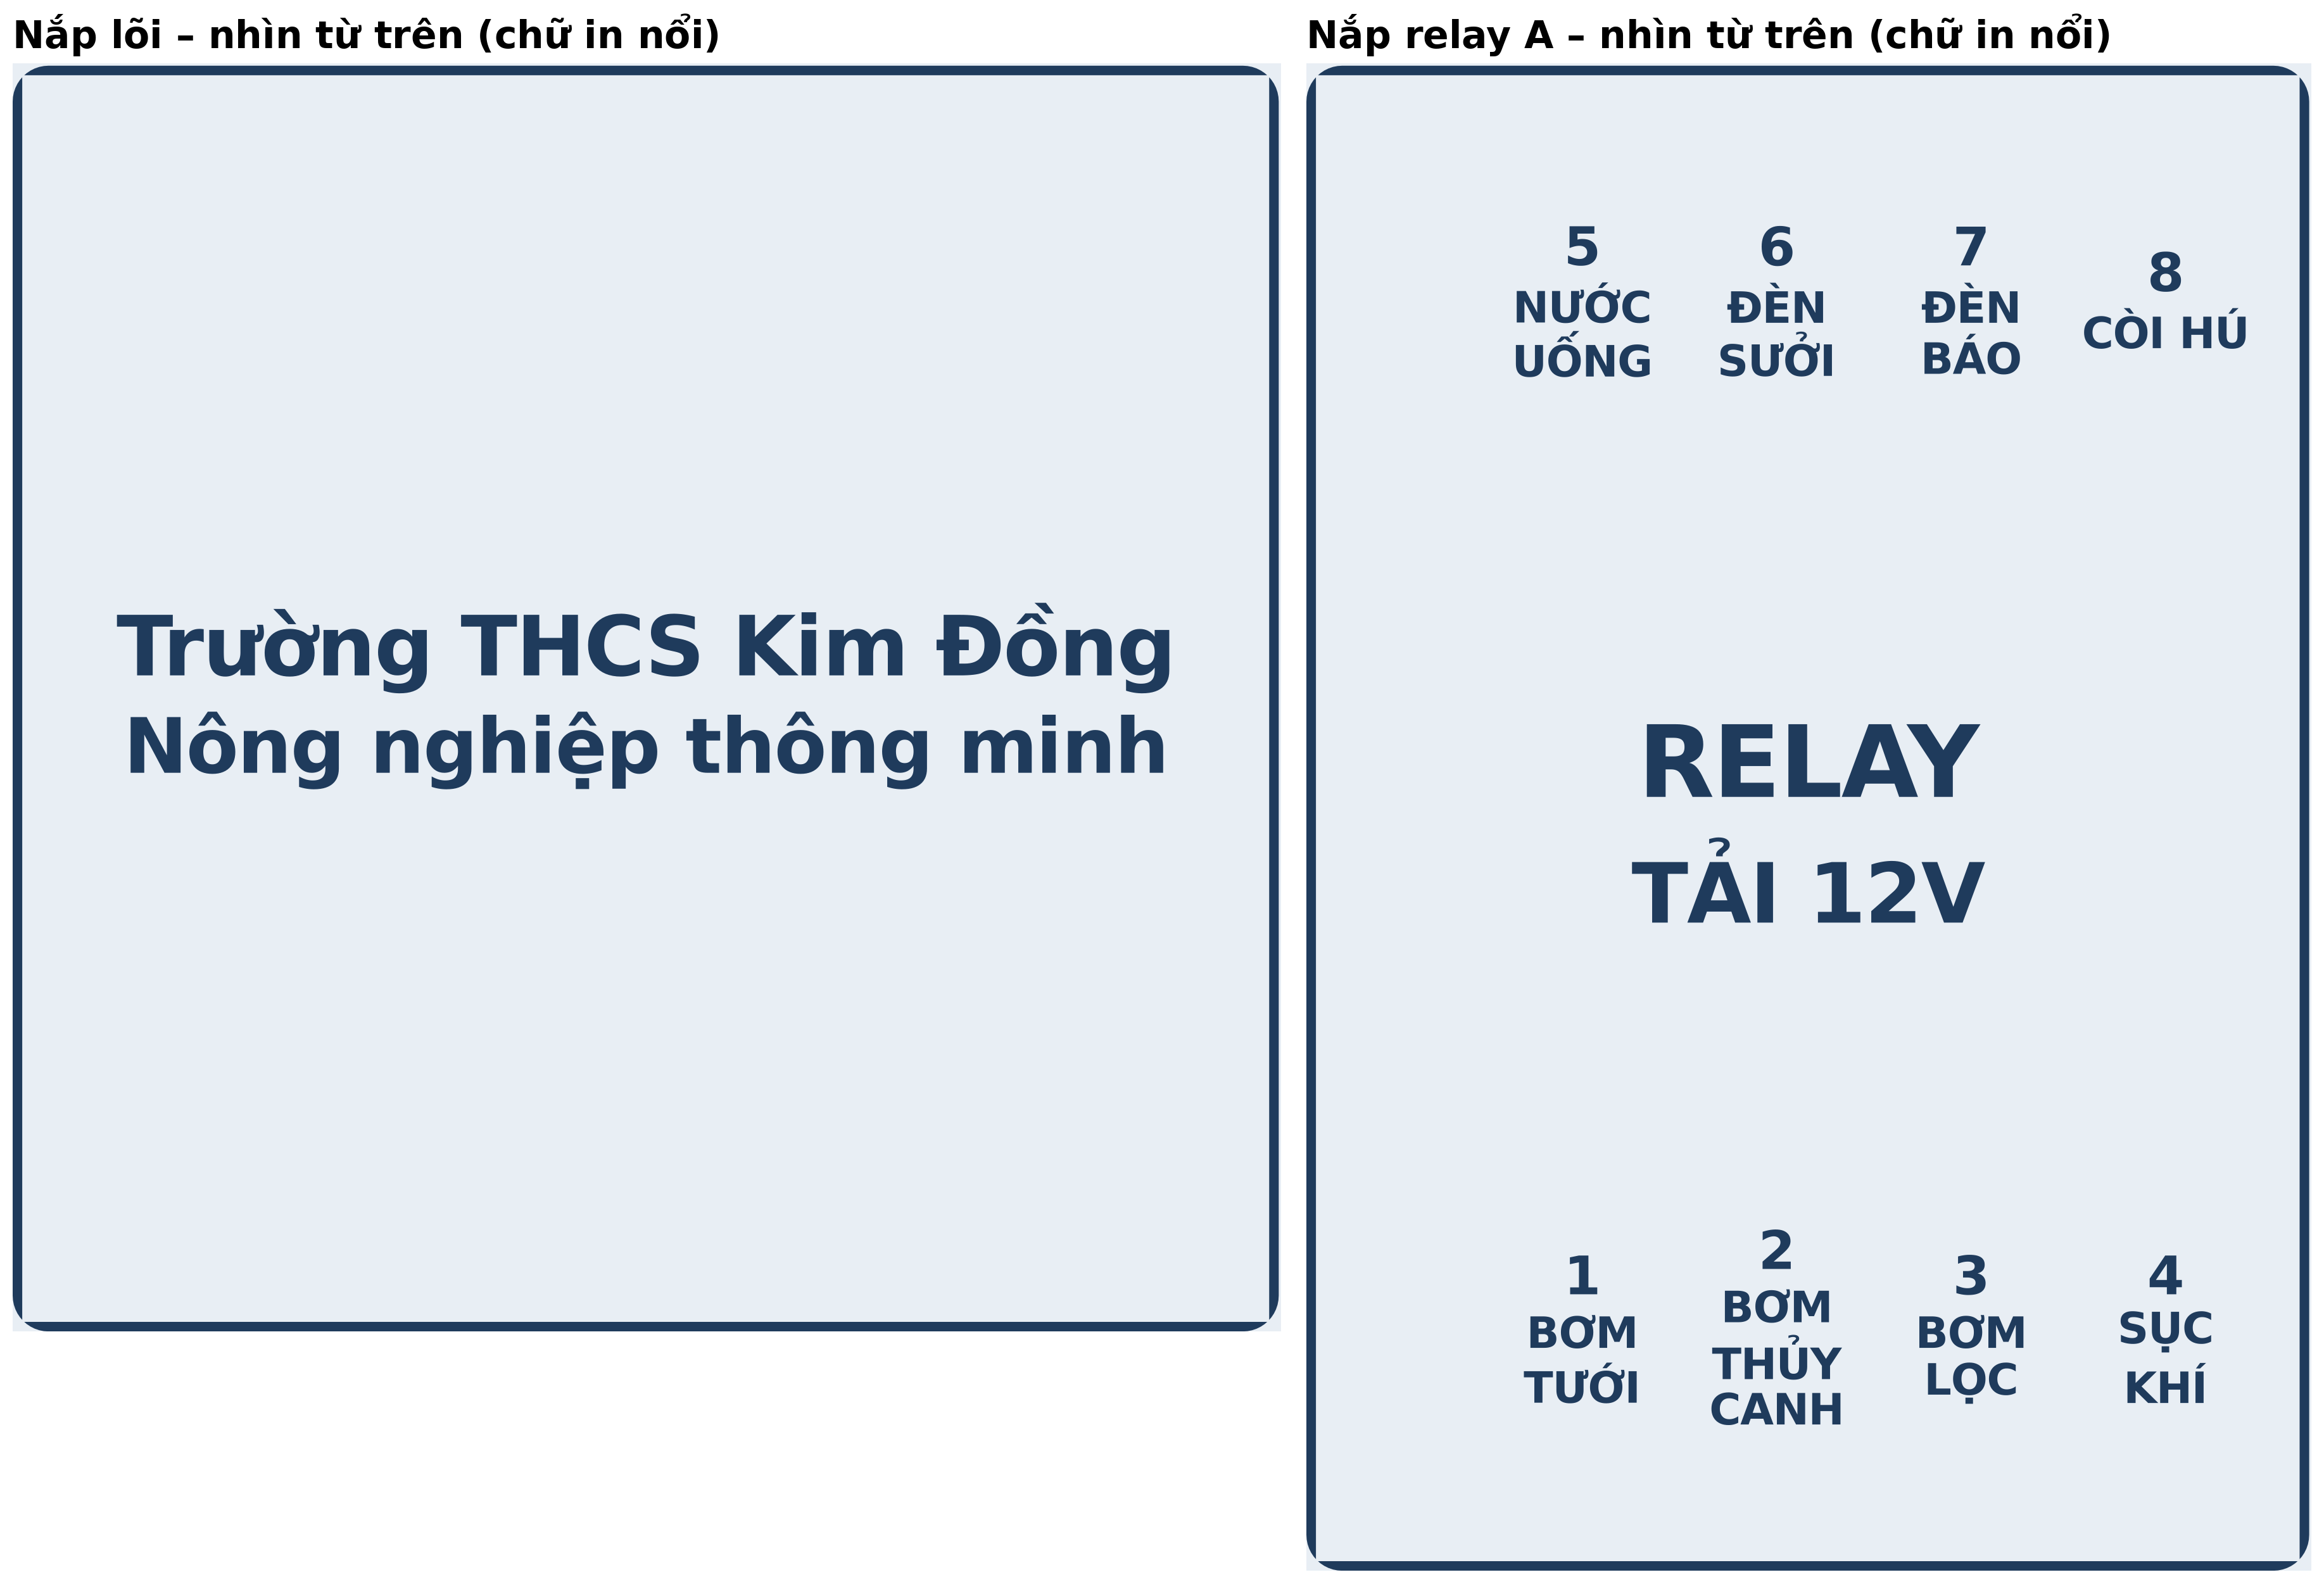 Nắp lõi – nhìn từ trên (chữ in nổi)
Trường THCS Kim Đồng
Nông nghiệp thông minh
Nắp relay A – nhìn từ trên (chữ in nổi)
5
NƯỚC
UỐNG
6
ĐÈN
SƯỞI
7
ĐÈN
BÁO
8
CÒI HÚ
RELAY
TẢI 12V
1
BƠM
TƯỚI
2
BƠM
THỦY
CANH
3
BƠM
LỌC
4
SỤC
KHÍ